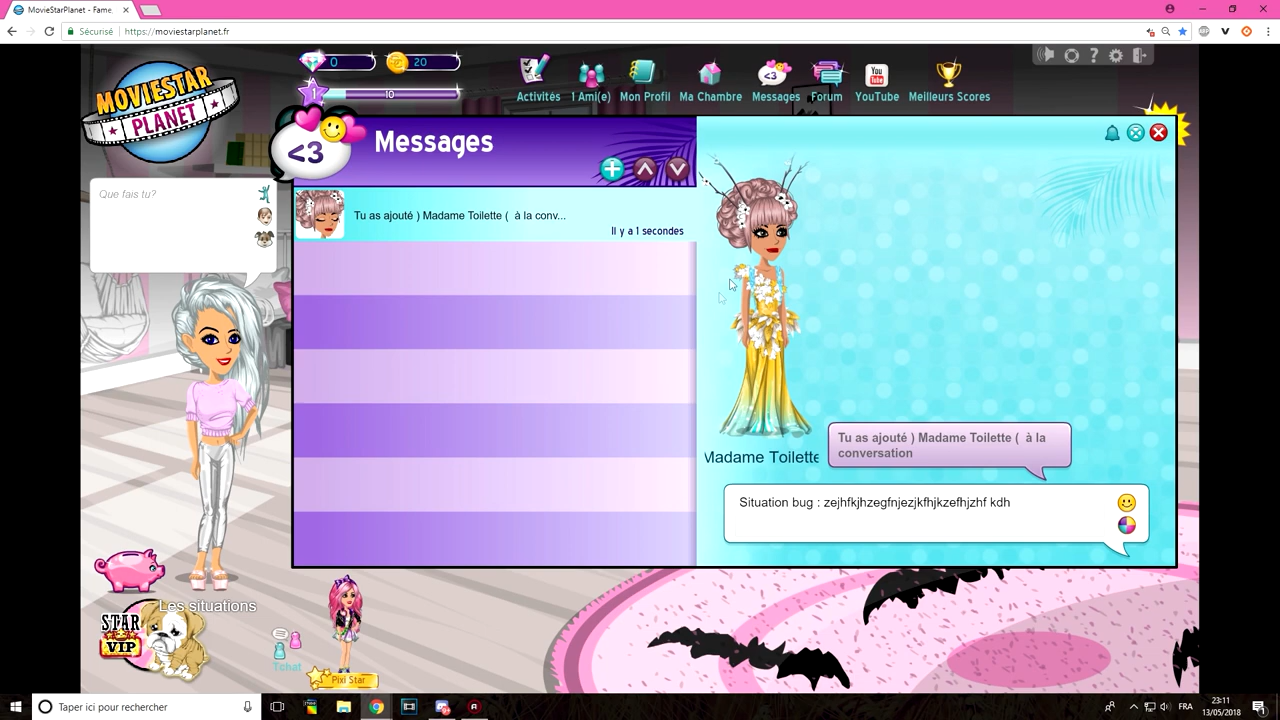 MovieStarPlanet - Fame,
Sécurisé
https://moviestarplanet.fr
MOVIESTAR
PLANET
0
20
1
10
Activités
1 Ami(e)
Mon Profil
Ma Chambre
<3
Messages
Forum
You
Tube
YouTube
Meilleurs Scores
<3
Messages
Que fais tu?
Tu as ajouté ) Madame Toilette (  à la conv...
Il y a 1 secondes
Madame Toilette
Tu as ajouté ) Madame Toilette (  à la
conversation
Situation bug : zejhfkjhzegfnjezjkfhjkzefhjzhf kdh
Les situations
STAR
VIP
Tchat
Pixi Star
Taper ici pour rechercher
FRA
23:11
13/05/2018